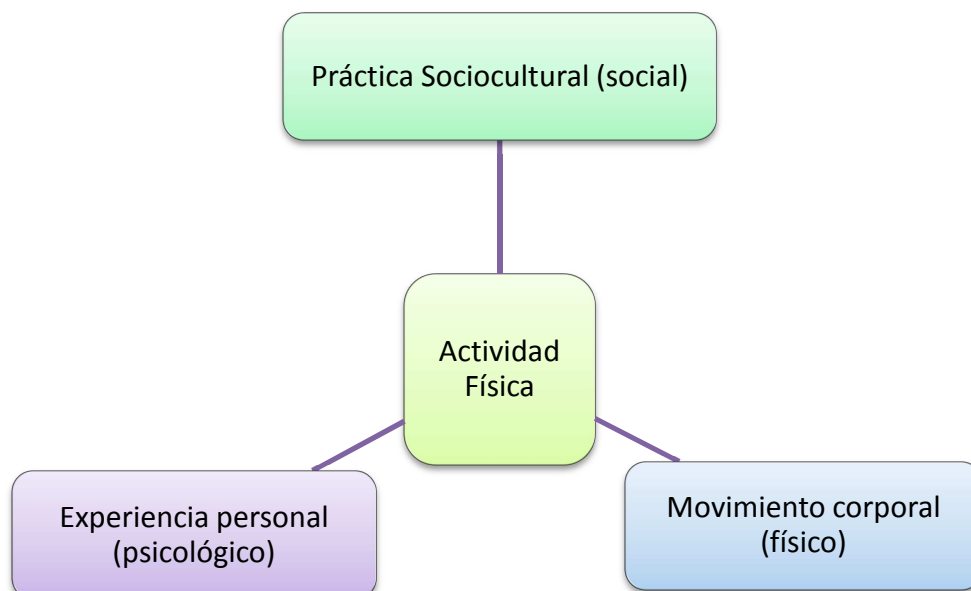 Práctica Sociocultural (social)
Actividad
Física
Experiencia personal
(psicológico)
Movimiento corporal
(físico)